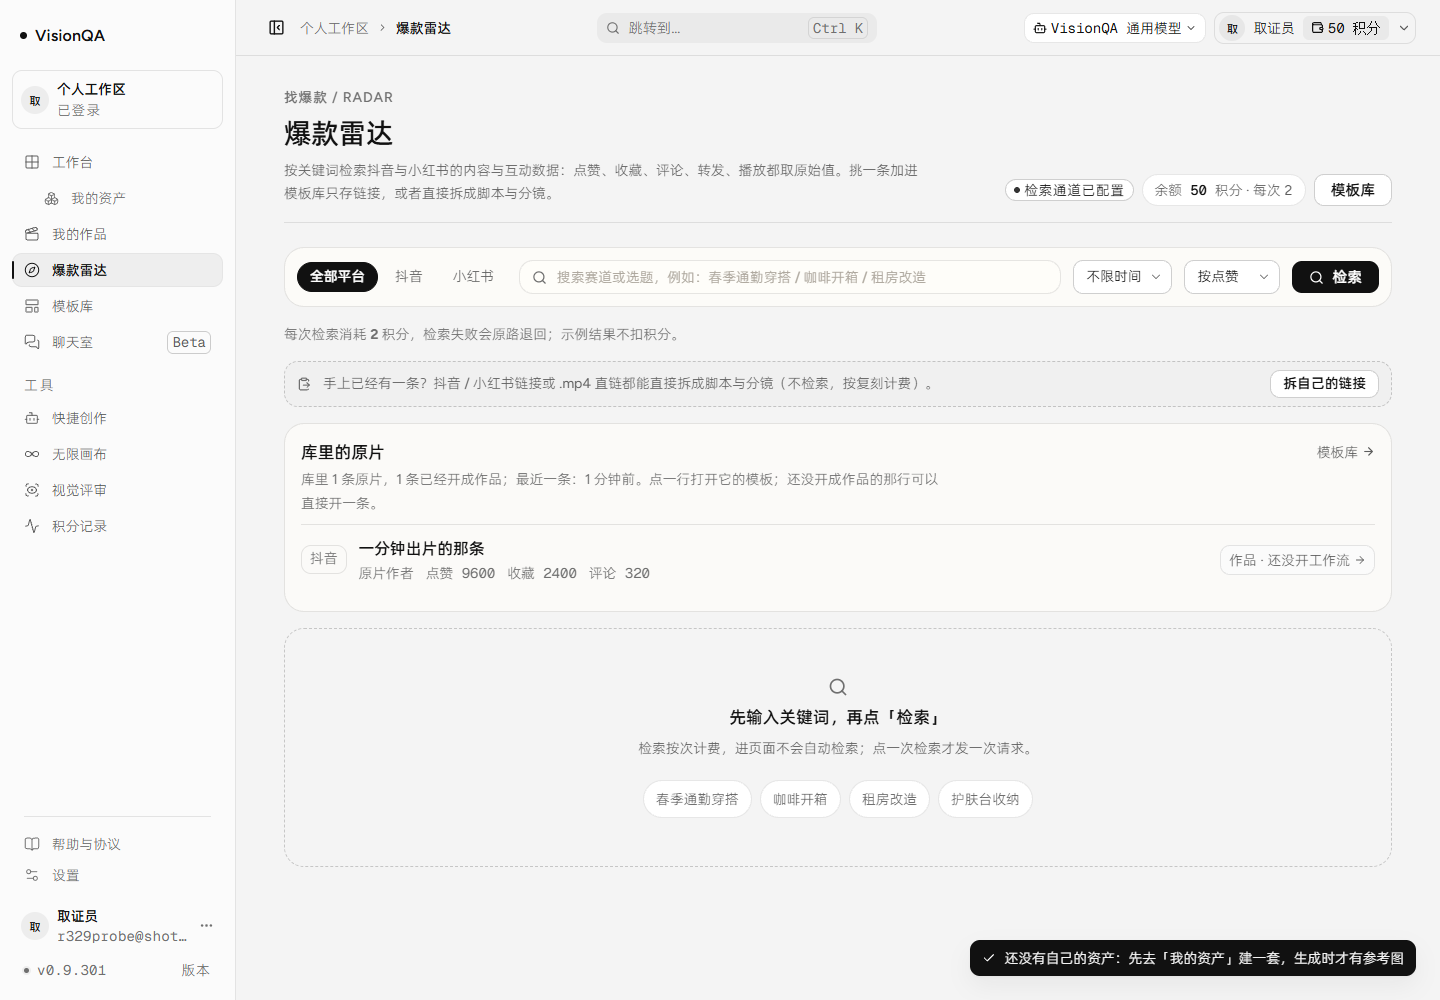 VisionQA
取
个人工作区
已登录
工作台
我的资产
我的作品
爆款雷达
模板库
聊天室
Beta
工具
快捷创作
无限画布
视觉评审
积分记录
帮助与协议
设置
取
取证员
r329probe@shot…
v0.9.301
版本
个人工作区 › 爆款雷达
跳转到…
Ctrl K
VisionQA 通用模型
取 取证员 50 积分
找爆款 / RADAR
爆款雷达
按关键词检索抖音与小红书的内容与互动数据：点赞、收藏、评论、转发、播放都取原始值。挑一条加进
模板库只存链接，或者直接拆成脚本与分镜。
检索通道已配置
余额 50 积分 · 每次 2
模板库
全部平台
抖音
小红书
搜索赛道或选题，例如：春季通勤穿搭 / 咖啡开箱 / 租房改造
不限时间
按点赞
检索
每次检索消耗 2 积分，检索失败会原路退回；示例结果不扣积分。
手上已经有一条？抖音 / 小红书链接或 .mp4 直链都能直接拆成脚本与分镜（不检索，按复刻计费）。
拆自己的链接
库里的原片
模板库 →
库里 1 条原片，1 条已经开成作品；最近一条：1 分钟前。点一行打开它的模板；还没开成作品的那行可以
直接开一条。
抖音
一分钟出片的那条
原片作者 点赞 9600 收藏 2400 评论 320
作品 · 还没开工作流 →
先输入关键词，再点「检索」
检索按次计费，进页面不会自动检索；点一次检索才发一次请求。
春季通勤穿搭
咖啡开箱
租房改造
护肤台收纳
还没有自己的资产：先去「我的资产」建一套，生成时才有参考图